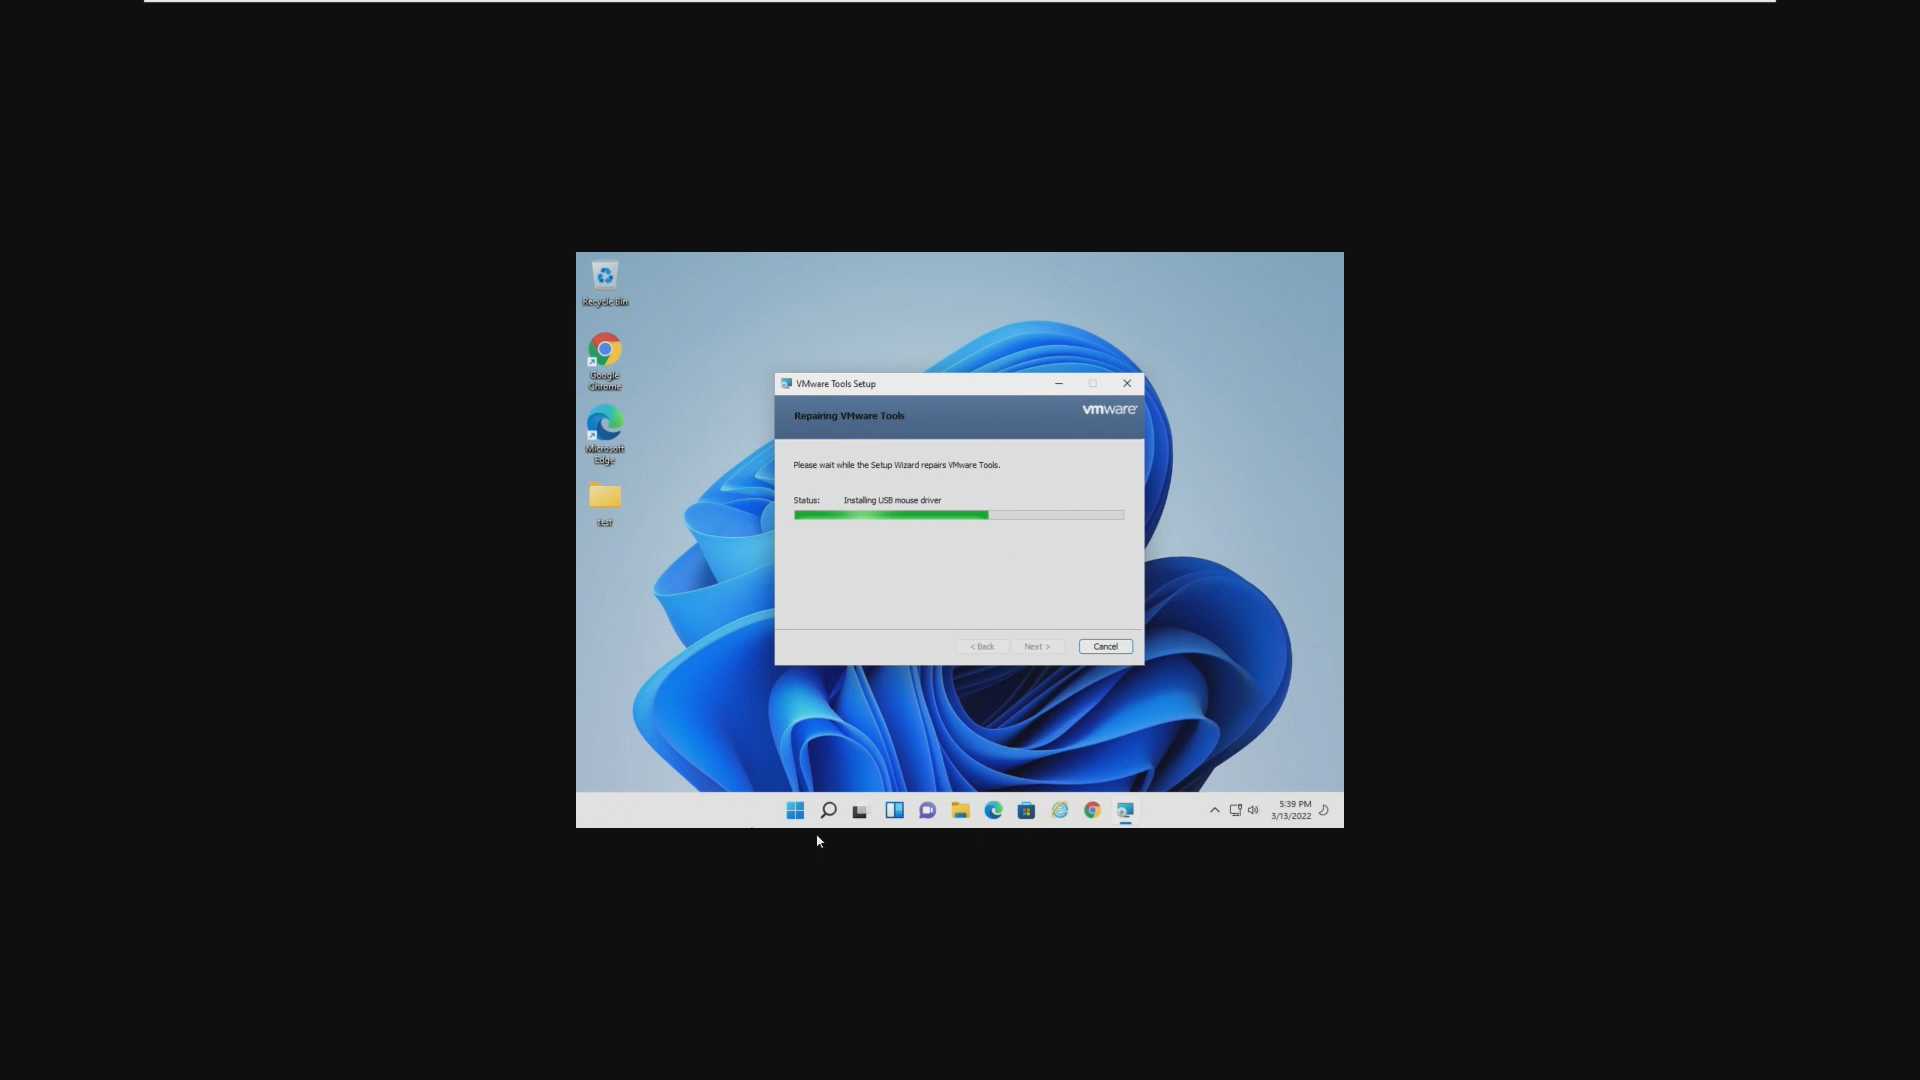 Recycle Bin
Google
Chrome
Microsoft
Edge
test
VMware Tools Setup
Repairing VMware Tools
vmware
Please wait while the Setup Wizard repairs VMware Tools.
Status: Installing USB mouse driver
< Back Next > Cancel
5:39 PM
3/13/2022